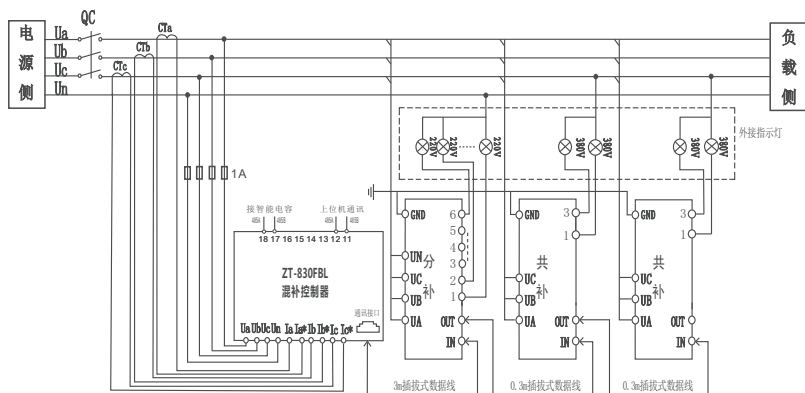 QC
CTa
CTb
CTc
电源侧
Ua
Ub
Uc
Un
负载侧
220V
220V
220V
380V
380V
380V
380V
外接指示灯
1A
接智能电容
上位机通讯
485A
485B
485A
485B
18 17 16 15 14 13 12 11
ZT-830FBL
混补控制器
通讯接口
Ua Ub Uc Un Ia Ia* Ib Ib* Ic Ic*
GND
6
5
UN
分
4
3
UC
补
2
UB
1
UA
OUT
IN
GND
3
1
共
UC
补
UB
UA
OUT
IN
GND
3
1
共
UC
补
UB
UA
OUT
IN
3m插拔式数据线
0.3m插拔式数据线
0.3m插拔式数据线